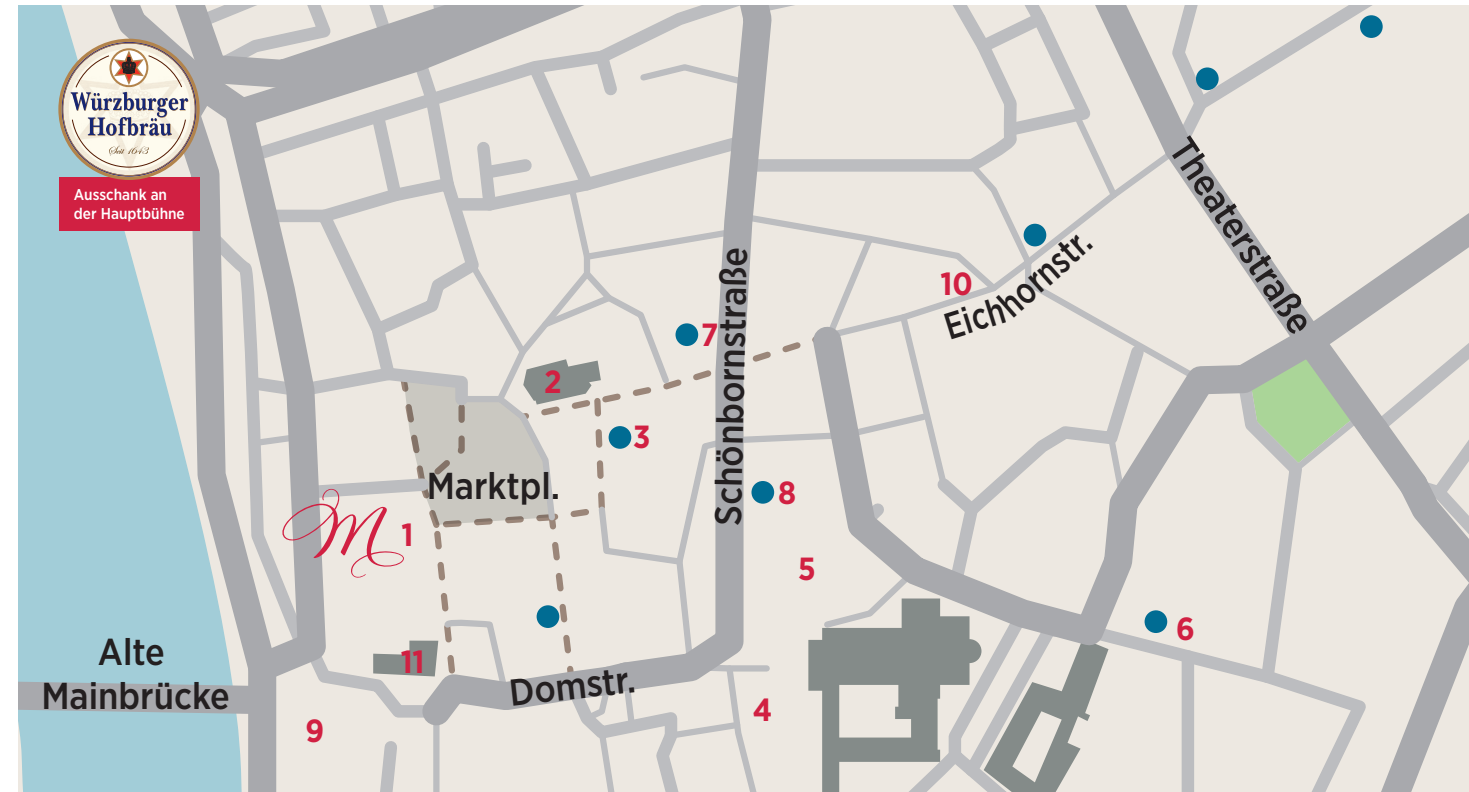 Würzburger
Hofbräu
Seit 1643
Ausschank an
der Hauptbühne
Theaterstraße
10
Eichhornstr.
7
Schönbornstraße
2
3
Marktpl.
8
M 1
5
6
Alte
Mainbrücke
11
Domstr.
4
9